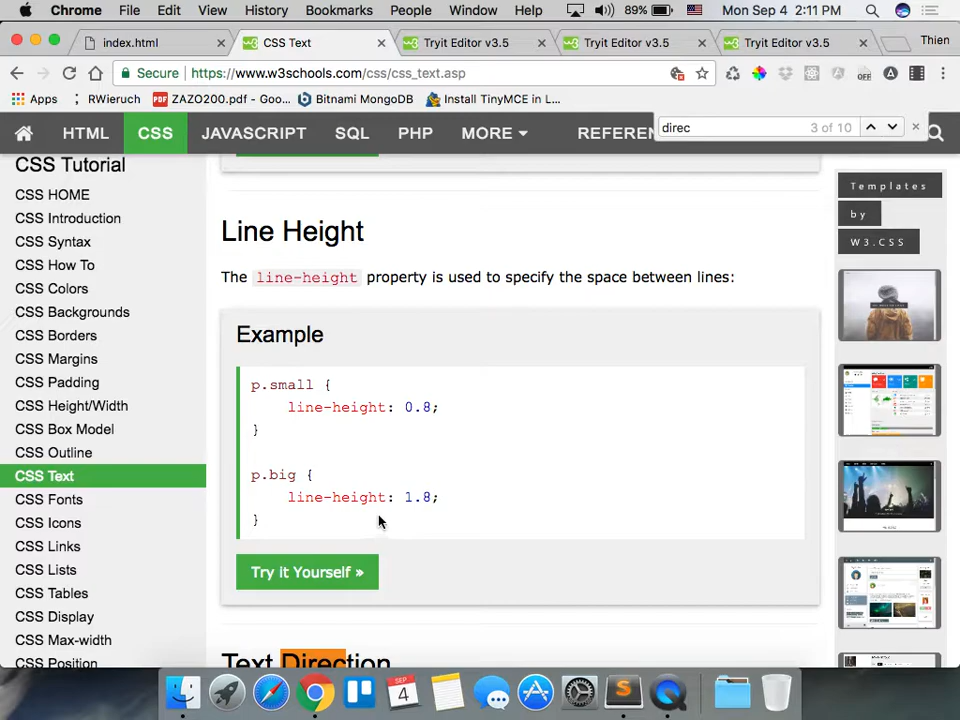 Chrome File Edit View History Bookmarks People Window Help 89% Mon Sep 4 2:11 PM
index.html CSS Text Tryit Editor v3.5 Tryit Editor v3.5 Tryit Editor v3.5 Thien
Secure https://www.w3schools.com/css/css_text.asp OFF
Apps RWieruch PDF ZAZO200.pdf - Goo... Bitnami MongoDB Install TinyMCE in L...
direc 3 of 10
HTML CSS JAVASCRIPT SQL PHP MORE REFEREN
CSS Tutorial
CSS HOME
CSS Introduction
CSS Syntax
CSS How To
CSS Colors
CSS Backgrounds
CSS Borders
CSS Margins
CSS Padding
CSS Height/Width
CSS Box Model
CSS Outline
CSS Text
CSS Fonts
CSS Icons
CSS Links
CSS Lists
CSS Tables
CSS Display
CSS Max-width
CSS Position
Line Height
The line-height property is used to specify the space between lines:
Example
p.small {
line-height: 0.8;
}
p.big {
line-height: 1.8;
}
Try it Yourself »
Text Direction
Templates
by
W3.CSS
SEP
4